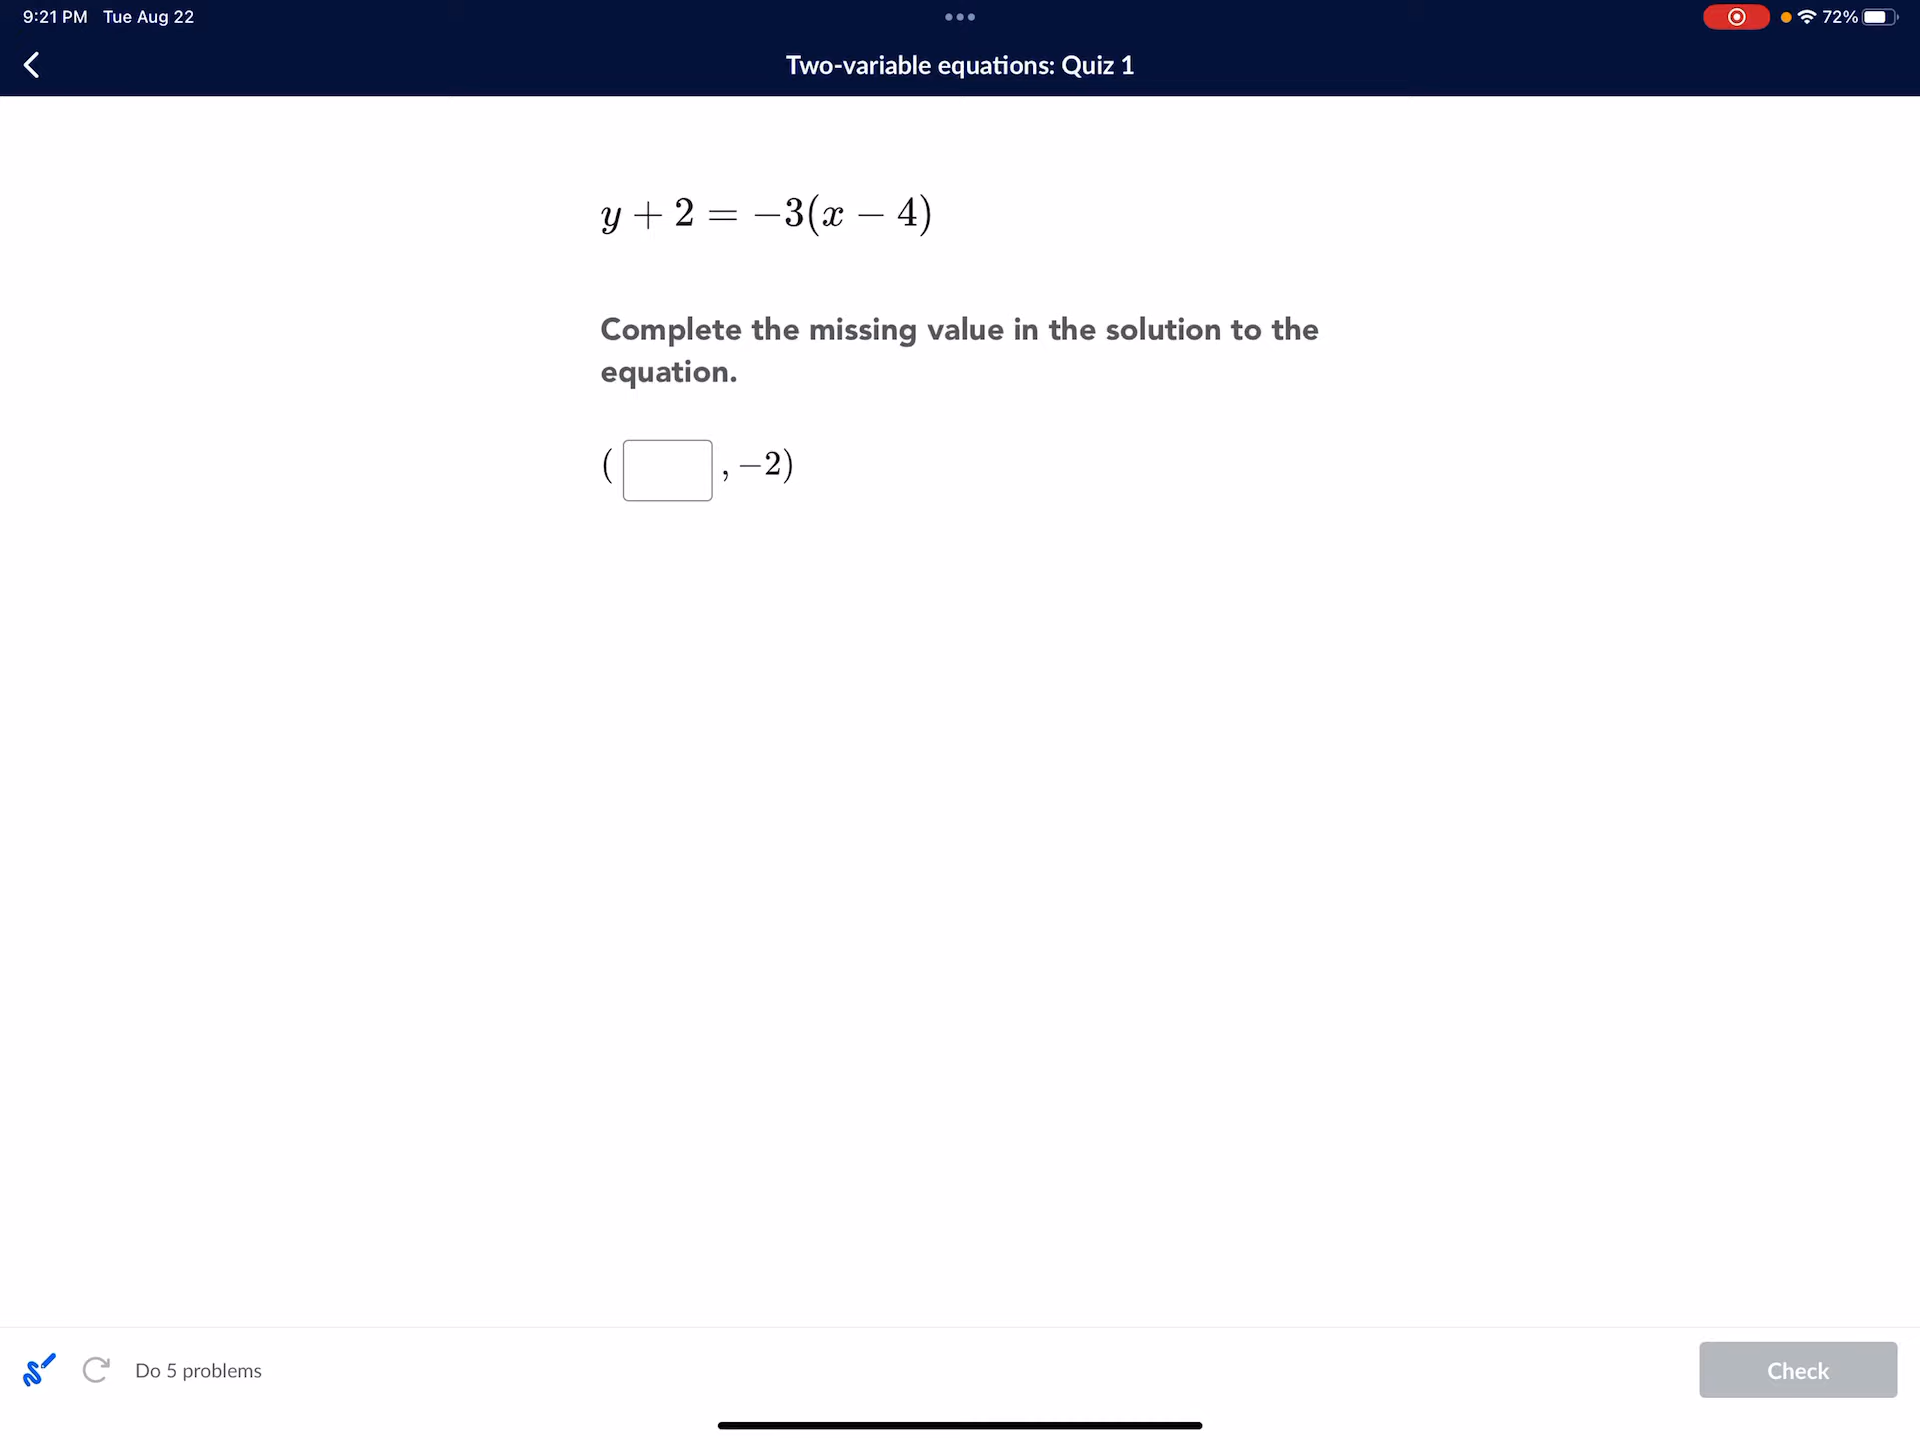 9:21 PM Tue Aug 22
72%
Two-variable equations: Quiz 1
y + 2 = −3(x − 4)
Complete the missing value in the solution to the
equation.
( , −2)
Do 5 problems
Check